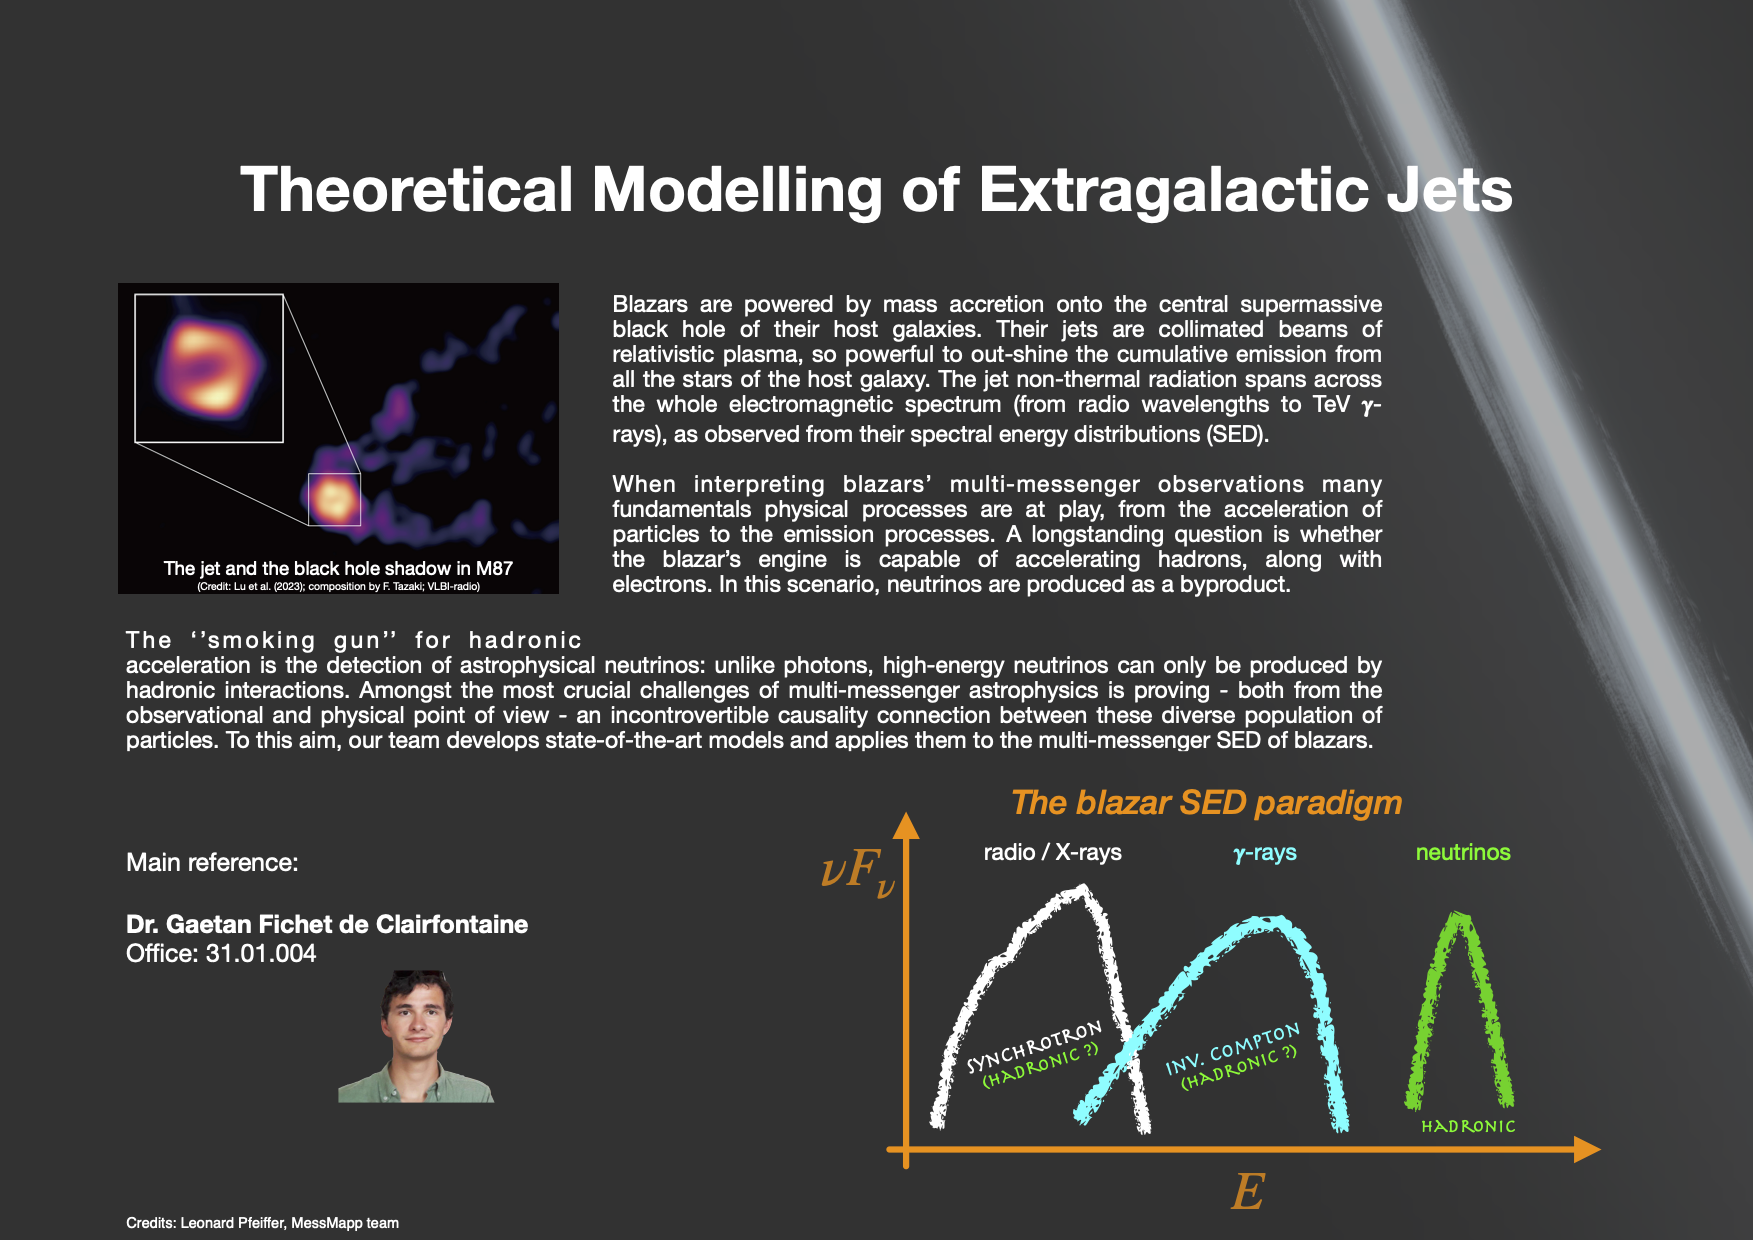 Theoretical Modelling of Extragalactic Jets
The jet and the black hole shadow in M87
(Credit: Lu et al. (2023); composition by F. Tazaki; VLBI-radio)
Blazars are powered by mass accretion onto the central supermassive
black hole of their host galaxies. Their jets are collimated beams of
relativistic plasma, so powerful to out-shine the cumulative emission from
all the stars of the host galaxy. The jet non-thermal radiation spans across
the whole electromagnetic spectrum (from radio wavelengths to TeV γ-
rays), as observed from their spectral energy distributions (SED).
When interpreting blazars’ multi-messenger observations many
fundamentals physical processes are at play, from the acceleration of
particles to the emission processes. A longstanding question is whether
the blazar’s engine is capable of accelerating hadrons, along with
electrons. In this scenario, neutrinos are produced as a byproduct.
The ‘’smoking gun’’ for hadronic
acceleration is the detection of astrophysical neutrinos: unlike photons, high-energy neutrinos can only be produced by
hadronic interactions. Amongst the most crucial challenges of multi-messenger astrophysics is proving - both from the
observational and physical point of view - an incontrovertible causality connection between these diverse population of
particles. To this aim, our team develops state-of-the-art models and applies them to the multi-messenger SED of blazars.
Main reference:
Dr. Gaetan Fichet de Clairfontaine
Office: 31.01.004
The blazar SED paradigm
νFν
radio / X-rays
γ-rays
neutrinos
SYNCHROTRON
(HADRONIC ?)
INV. COMPTON
(HADRONIC ?)
HADRONIC
E
Credits: Leonard Pfeiffer, MessMapp team